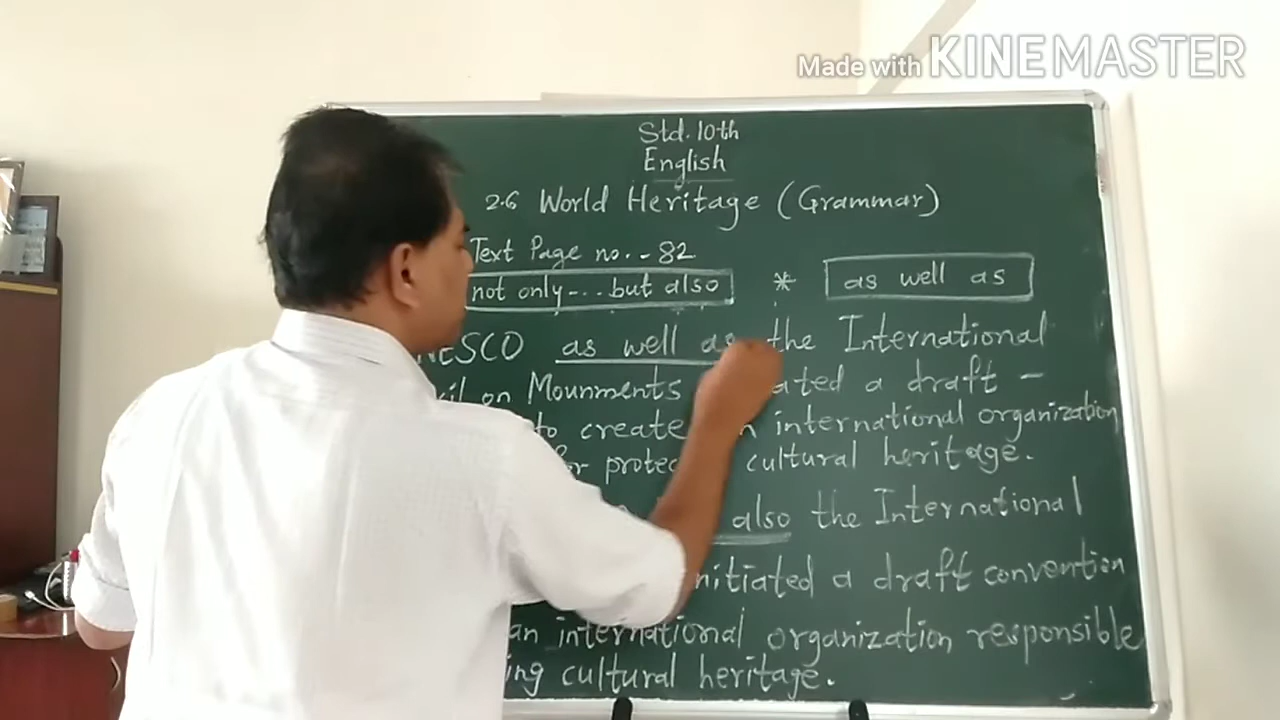 Made with KINEMASTER
Std. 10th
English
2.6 World Heritage (Grammar)
Text Page no. - 82
not only-... but also * as well as
NESCO as well as the International
on Mounments ated a draft -
to create international organization
for protec cultural heritage.
also the International
nitiated a draft convention
an international organization responsible
ing cultural heritage.